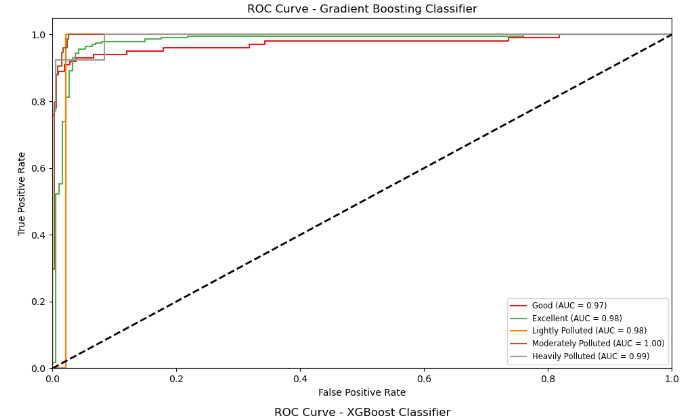 ROC Curve - Gradient Boosting Classifier
True Positive Rate
1.0
0.8
0.6
0.4
0.2
0.0
Good (AUC = 0.97)
Excellent (AUC = 0.98)
Lightly Polluted (AUC = 0.98)
Moderately Polluted (AUC = 1.00)
Heavily Polluted (AUC = 0.99)
0.0 0.2 0.4 0.6 0.8 1.0
False Positive Rate
ROC Curve - XGBoost Classifier